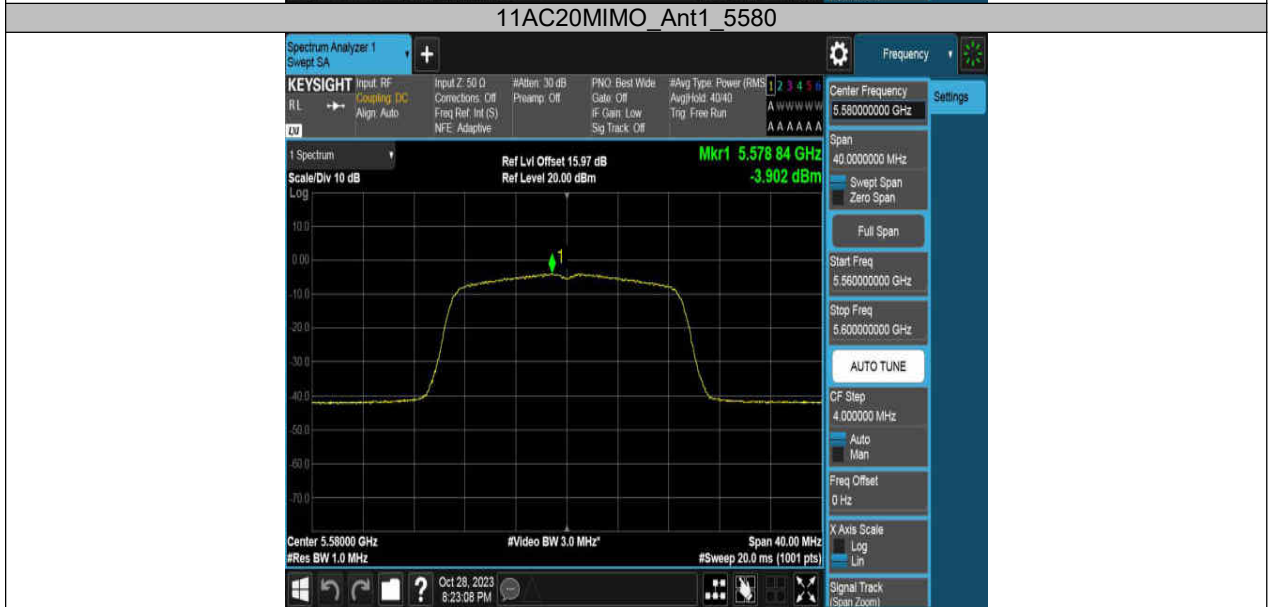 11AC20MIMO_Ant1_5580
Spectrum Analyzer 1
Swept SA
+
Frequency
KEYSIGHT
RL
LXI
Input: RF
Coupling: DC
Align: Auto
Input Z: 50 Ω
Corrections: Off
Freq Ref: Int (S)
NFE: Adaptive
#Atten: 30 dB
Preamp: Off
PNO: Best Wide
Gate: Off
IF Gain: Low
Sig Track: Off
#Avg Type: Power (RMS
Avg|Hold: 40/40
Trig: Free Run
1 2 3 4 5 6
A W W W W W
A A A A A A
Center Frequency
5.580000000 GHz
Settings
1 Spectrum
Scale/Div 10 dB
Log
Ref Lvl Offset 15.97 dB
Ref Level 20.00 dBm
Mkr1 5.578 84 GHz
-3.902 dBm
Span
40.0000000 MHz
Swept Span
Zero Span
Full Span
Start Freq
5.560000000 GHz
Stop Freq
5.600000000 GHz
AUTO TUNE
CF Step
4.000000 MHz
Auto
Man
Freq Offset
0 Hz
X Axis Scale
Log
Lin
Signal Track
(Span Zoom)
10.0
0.00
-10.0
-20.0
-30.0
-40.0
-50.0
-60.0
-70.0
1
Center 5.58000 GHz
#Res BW 1.0 MHz
#Video BW 3.0 MHz*
Span 40.00 MHz
#Sweep 20.0 ms (1001 pts)
?
Oct 28, 2023
8:23:08 PM